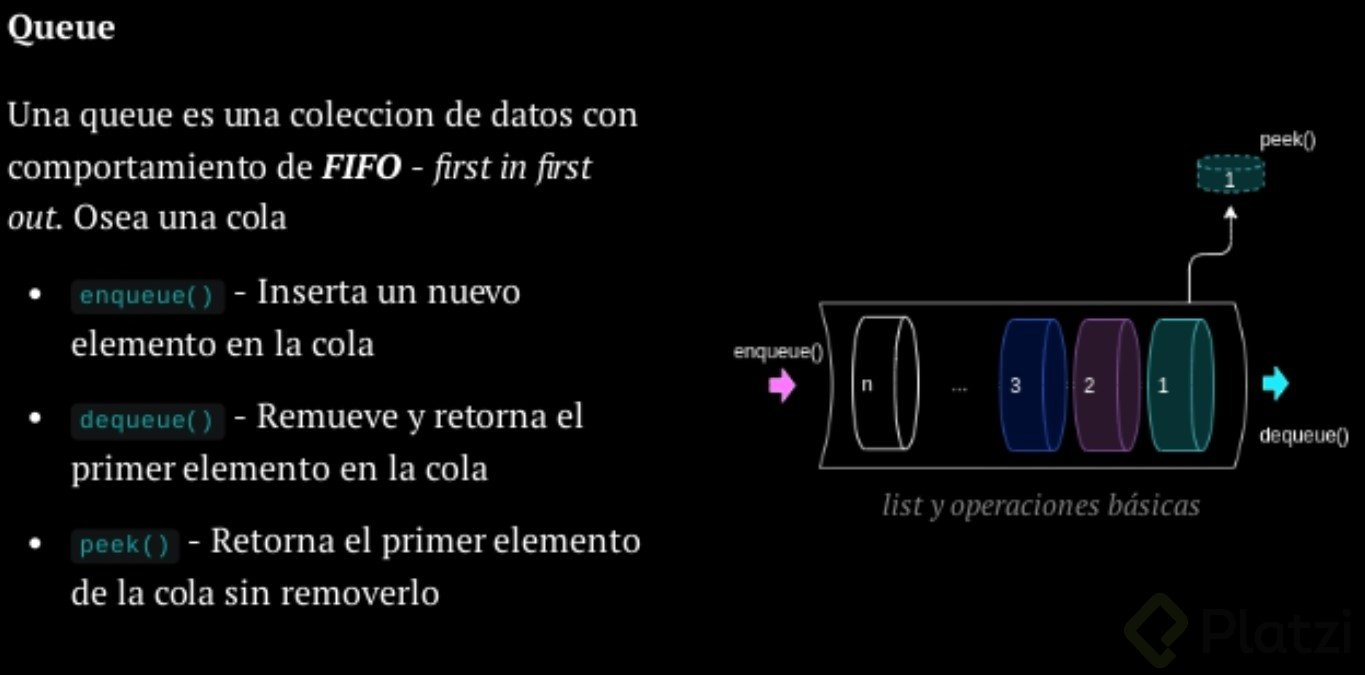 Queue
Una queue es una coleccion de datos con
comportamiento de FIFO - first in first
out. Osea una cola
• enqueue() - Inserta un nuevo
elemento en la cola
• dequeue() - Remueve y retorna el
primer elemento en la cola
• peek() - Retorna el primer elemento
de la cola sin removerlo
peek()
1
enqueue()
n ... 3 2 1
dequeue()
list y operaciones básicas
Platzi